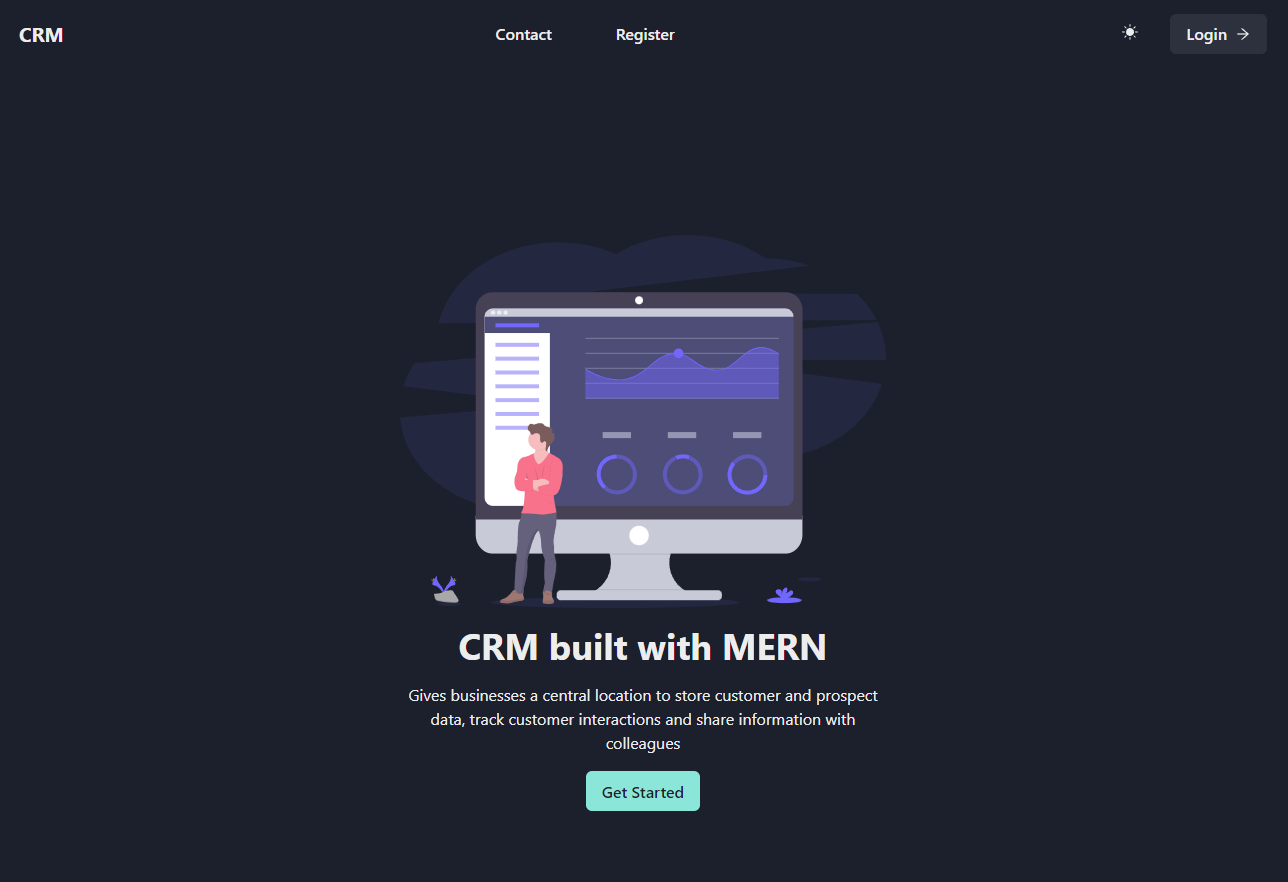 CRM
Contact
Register
Login
CRM built with MERN
Gives businesses a central location to store customer and prospect
data, track customer interactions and share information with
colleagues
Get Started